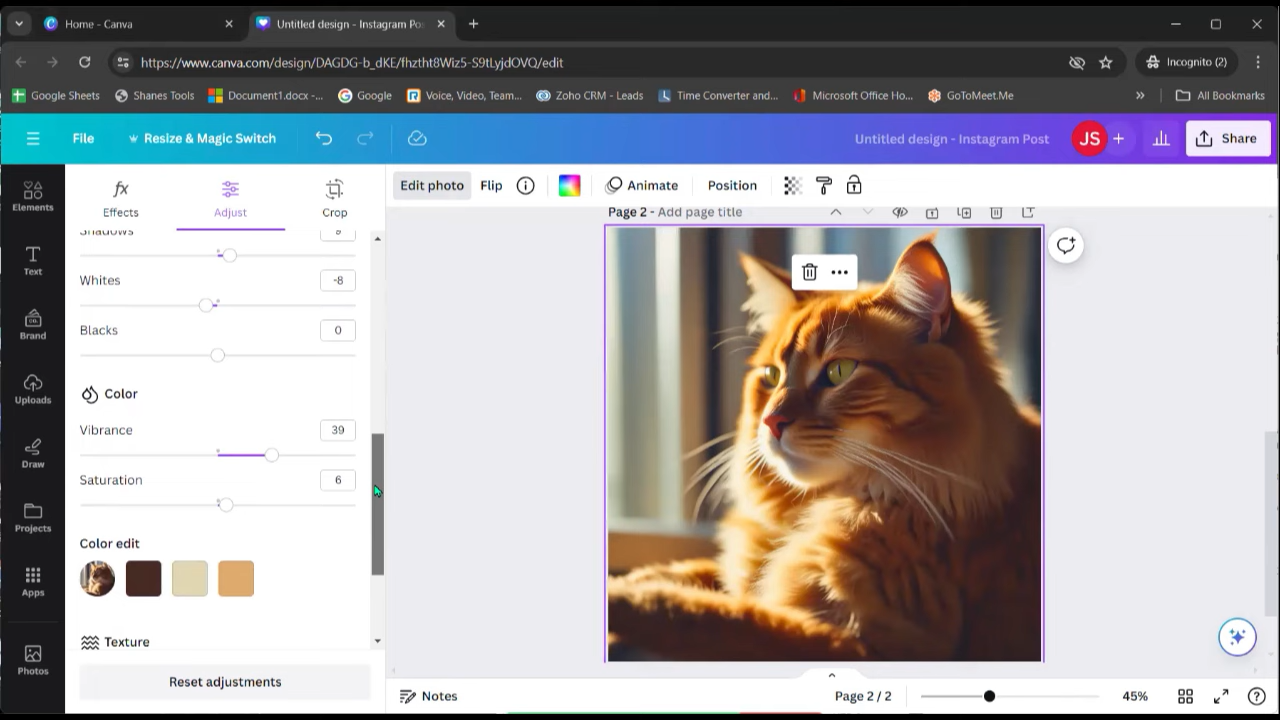 Home - Canva
Untitled design - Instagram Po
https://www.canva.com/design/DAGDG-b_dKE/fhztht8Wiz5-S9tLyjdOVQ/edit
Incognito (2)
Google Sheets
Shanes Tools
Document1.docx -...
Google
Voice, Video, Team...
Zoho CRM - Leads
Time Converter and...
Microsoft Office Ho...
GoToMeet.Me
»
All Bookmarks
File
Resize & Magic Switch
Untitled design - Instagram Post
JS
Share
Elements
Text
Brand
Uploads
Draw
Projects
Apps
Photos
fx
Effects
Adjust
Crop
Shadows 9
Whites -8
Blacks 0
Color
Vibrance 39
Saturation 6
Color edit
Texture
Reset adjustments
Edit photo
Flip
Animate
Position
Page 2 - Add page title
Notes
Page 2 / 2
45%